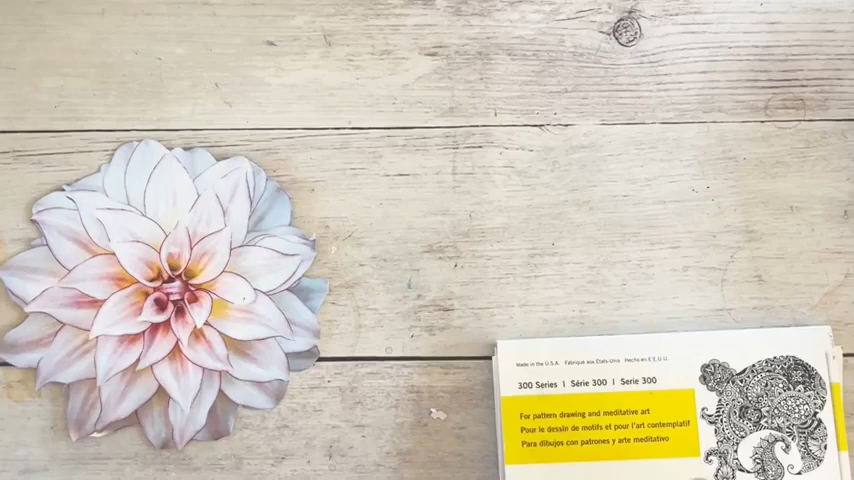 Made in the U.S.A. Fabriqué aux États-Unis Hecho en E.E.U.U.
300 Series I Série 300 I Serie 300
For pattern drawing and meditative art
Pour le dessin de motifs et pour l'art contemplatif
Para dibujos con patrones y arte meditativo